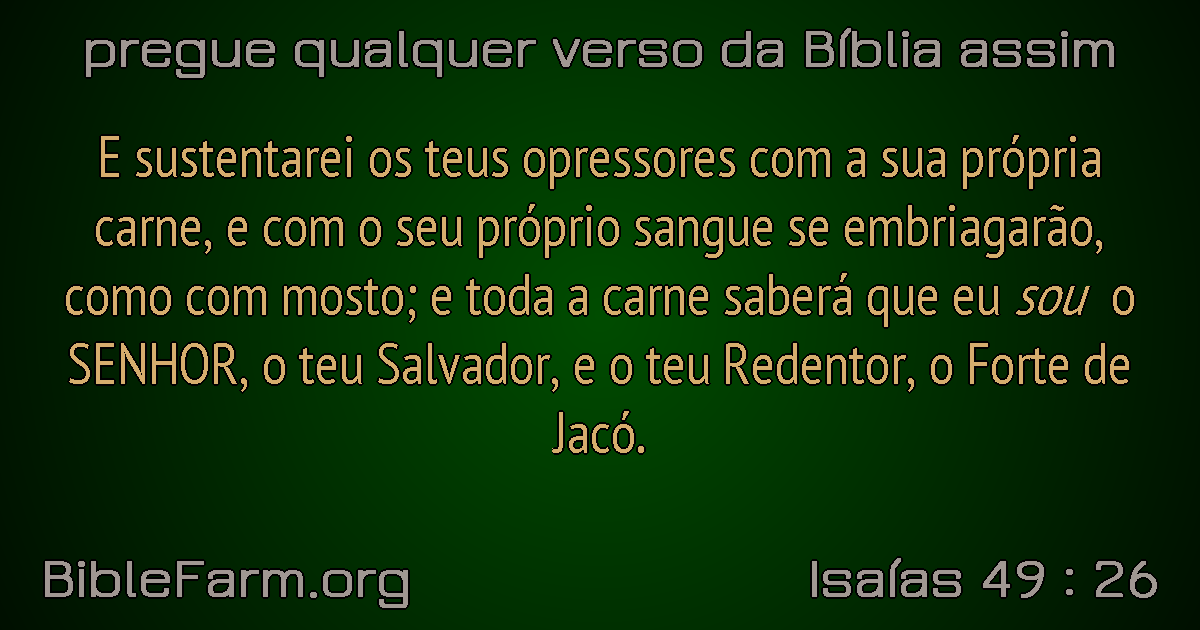 pregue qualquer verso da Bíblia assim
E sustentarei os teus opressores com a sua própria
carne, e com o seu próprio sangue se embriagarão,
como com mosto; e toda a carne saberá que eu sou o
SENHOR, o teu Salvador, e o teu Redentor, o Forte de
Jacó.
BibleFarm.org
Isaías 49 : 26